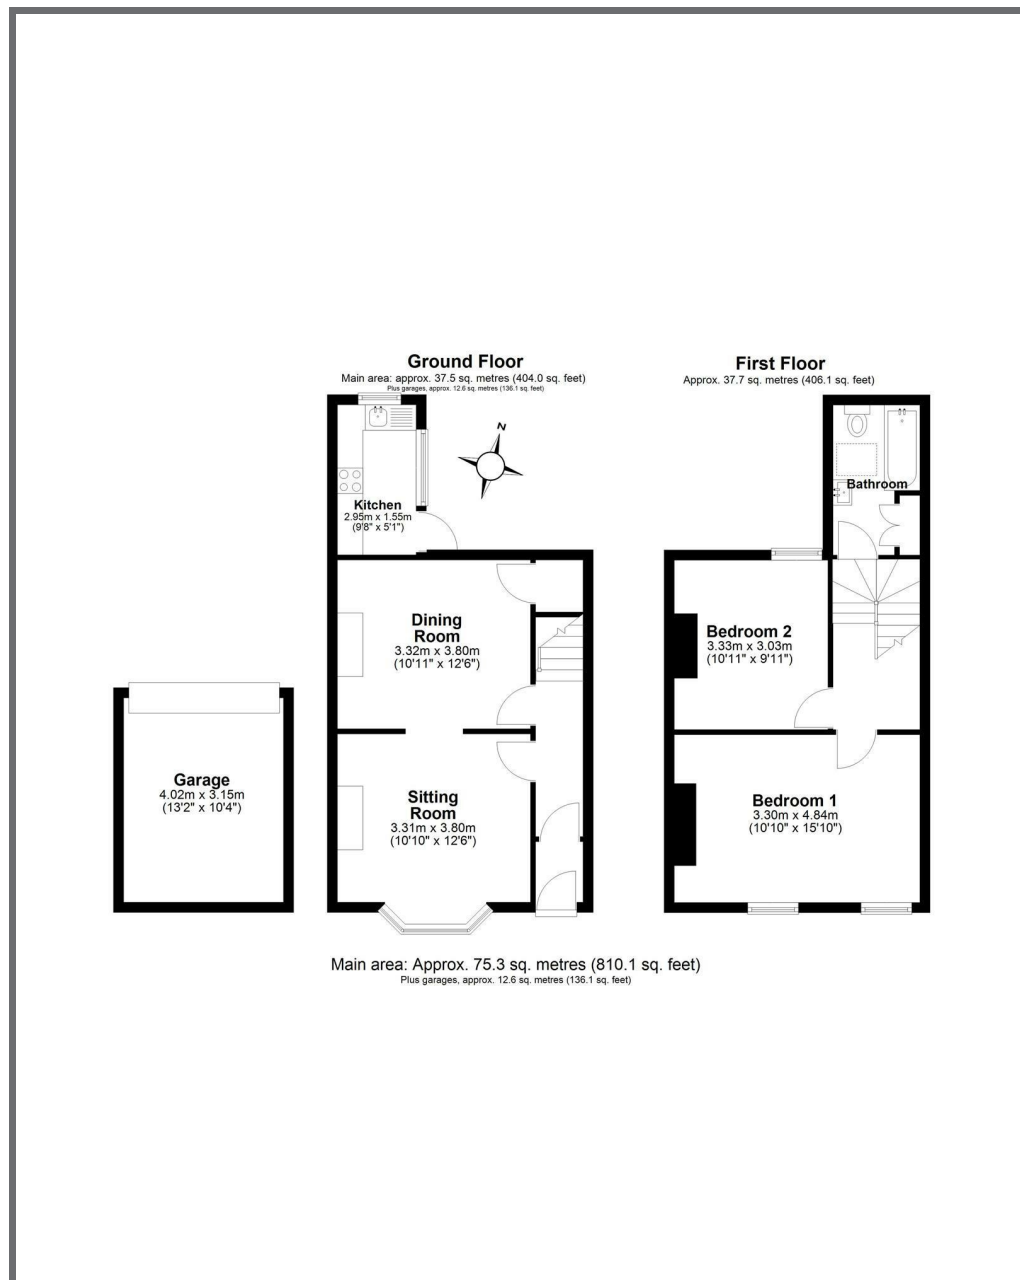 Ground Floor
Main area: approx. 37.5 sq. metres (404.0 sq. feet)
Plus garages, approx. 12.6 sq. metres (136.1 sq. feet)
First Floor
Approx. 37.7 sq. metres (406.1 sq. feet)
N
Kitchen
2.95m x 1.55m
(9'8" x 5'1")
Bathroom
Dining
Room
3.32m x 3.80m
(10'11" x 12'6")
Bedroom 2
3.33m x 3.03m
(10'11" x 9'11")
Garage
4.02m x 3.15m
(13'2" x 10'4")
Sitting
Room
3.31m x 3.80m
(10'10" x 12'6")
Bedroom 1
3.30m x 4.84m
(10'10" x 15'10")
Main area: Approx. 75.3 sq. metres (810.1 sq. feet)
Plus garages, approx. 12.6 sq. metres (136.1 sq. feet)